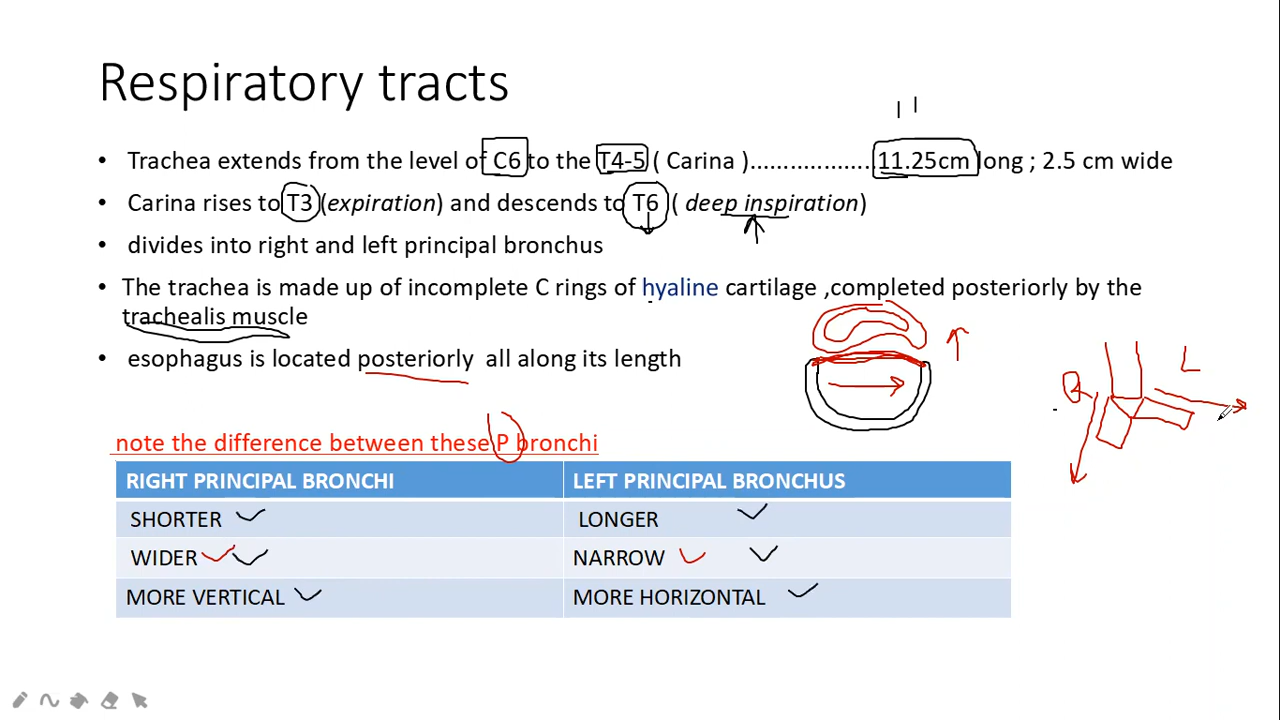 Respiratory tracts
11
• Trachea extends from the level of C6 to the T4-5 ( Carina )...................11.25cm long ; 2.5 cm wide
• Carina rises to T3 (expiration) and descends to T6 ( deep inspiration)
• divides into right and left principal bronchus
• The trachea is made up of incomplete C rings of hyaline cartilage ,completed posteriorly by the
trachealis muscle
• esophagus is located posteriorly all along its length
L
R
note the difference between these P bronchi
RIGHT PRINCIPAL BRONCHI LEFT PRINCIPAL BRONCHUS
SHORTER LONGER
WIDER NARROW
MORE VERTICAL MORE HORIZONTAL